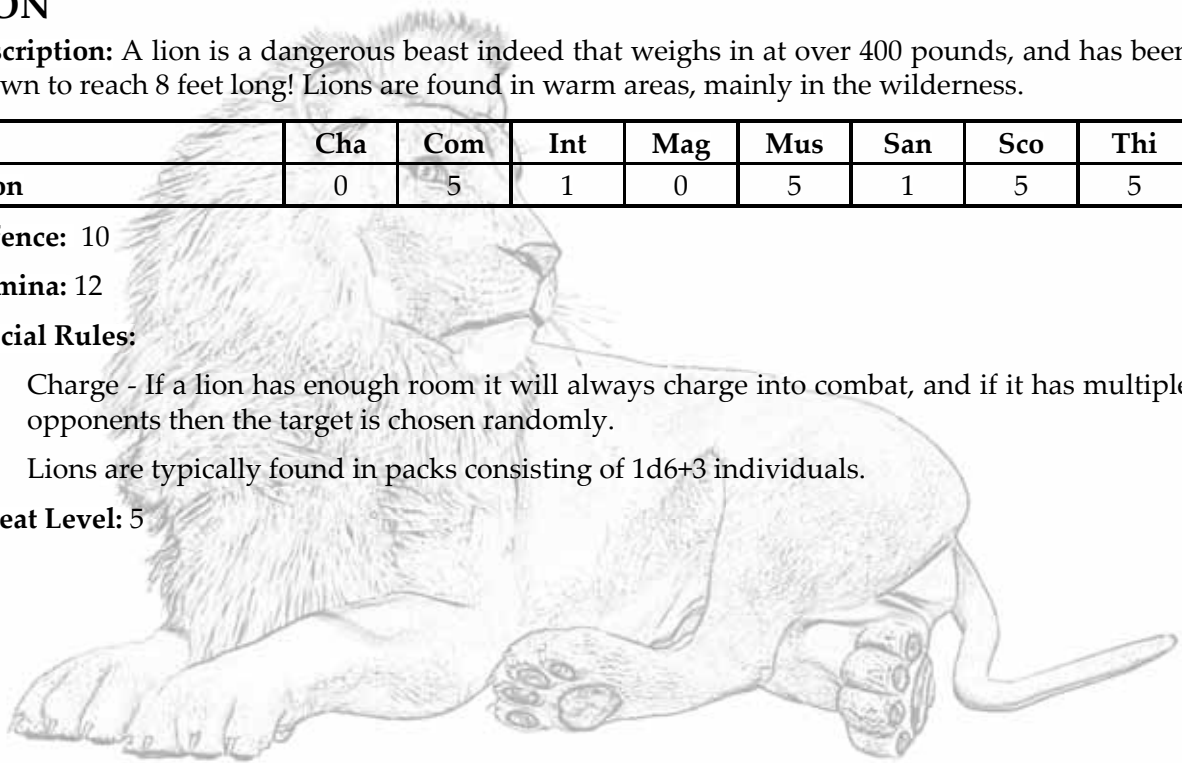 ON
scription: A lion is a dangerous beast indeed that weighs in at over 400 pounds, and has been
own to reach 8 feet long! Lions are found in warm areas, mainly in the wilderness.
Cha Com Int Mag Mus San Sco Thi
on 0 5 1 0 5 1 5 5
ence: 10
mina: 12
cial Rules:
Charge - If a lion has enough room it will always charge into combat, and if it has multiple
opponents then the target is chosen randomly.
Lions are typically found in packs consisting of 1d6+3 individuals.
eat Level: 5